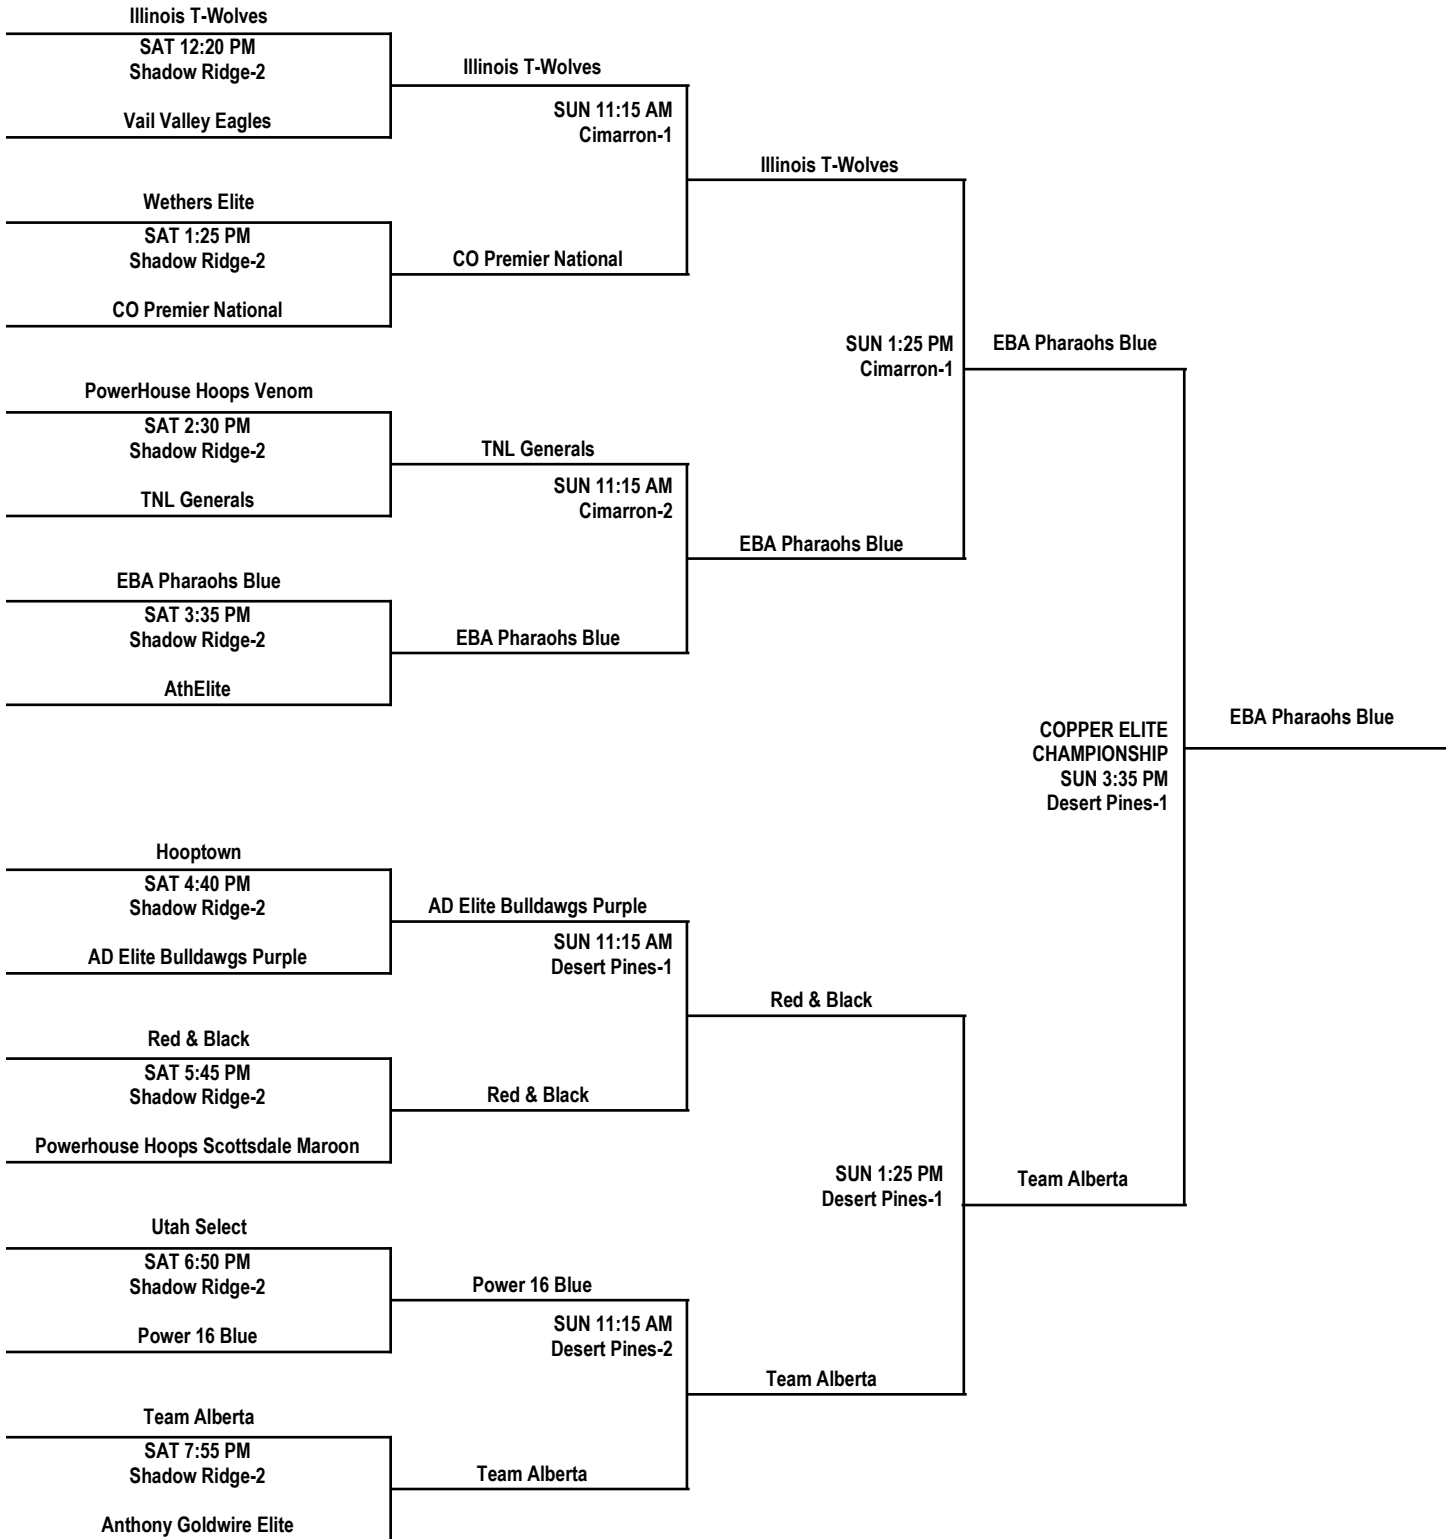 Illinois T-Wolves
SAT 12:20 PM
Shadow Ridge-2
Vail Valley Eagles
Wethers Elite
SAT 1:25 PM
Shadow Ridge-2
CO Premier National
PowerHouse Hoops Venom
SAT 2:30 PM
Shadow Ridge-2
TNL Generals
EBA Pharaohs Blue
SAT 3:35 PM
Shadow Ridge-2
AthElite
Hooptown
SAT 4:40 PM
Shadow Ridge-2
AD Elite Bulldawgs Purple
Red & Black
SAT 5:45 PM
Shadow Ridge-2
Powerhouse Hoops Scottsdale Maroon
Utah Select
SAT 6:50 PM
Shadow Ridge-2
Power 16 Blue
Team Alberta
SAT 7:55 PM
Shadow Ridge-2
Anthony Goldwire Elite
Illinois T-Wolves
SUN 11:15 AM
Cimarron-1
CO Premier National
TNL Generals
SUN 11:15 AM
Cimarron-2
EBA Pharaohs Blue
AD Elite Bulldawgs Purple
SUN 11:15 AM
Desert Pines-1
Red & Black
Power 16 Blue
SUN 11:15 AM
Desert Pines-2
Team Alberta
Illinois T-Wolves
SUN 1:25 PM
Cimarron-1
EBA Pharaohs Blue
Red & Black
SUN 1:25 PM
Desert Pines-1
Team Alberta
EBA Pharaohs Blue
COPPER ELITE
CHAMPIONSHIP
SUN 3:35 PM
Desert Pines-1
Team Alberta
EBA Pharaohs Blue